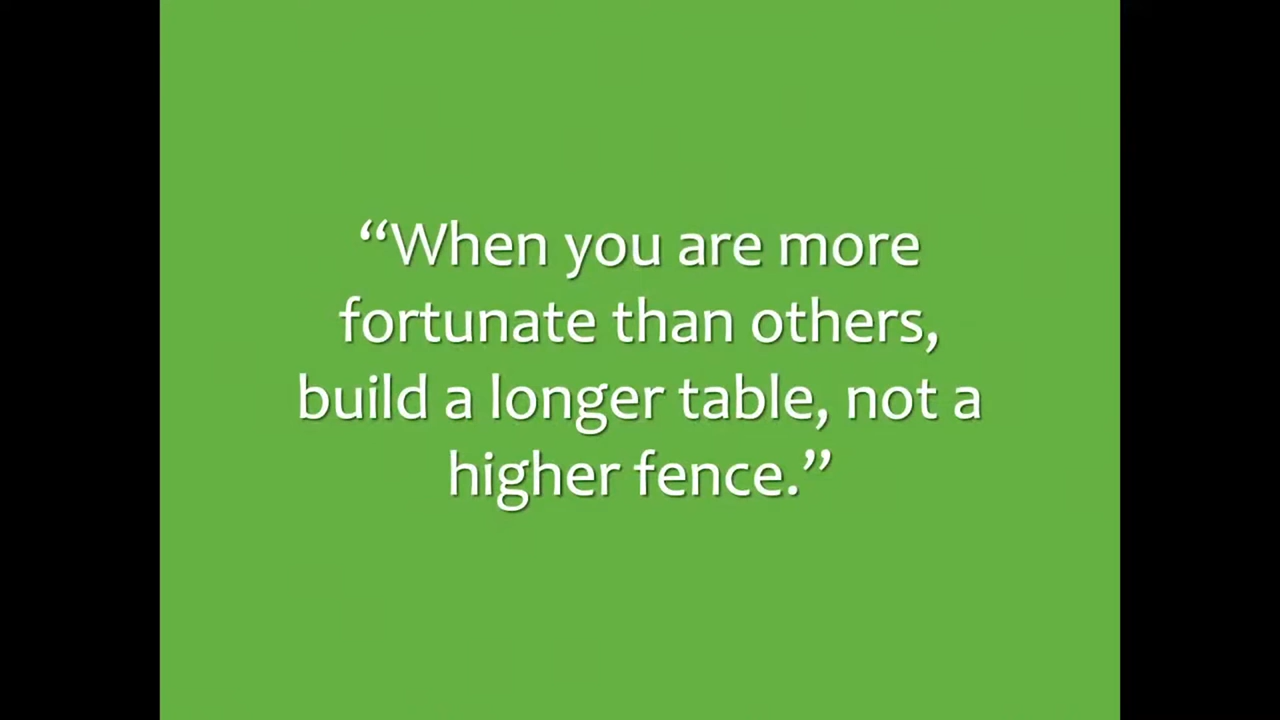 “When you are more
fortunate than others,
build a longer table, not a
higher fence.”